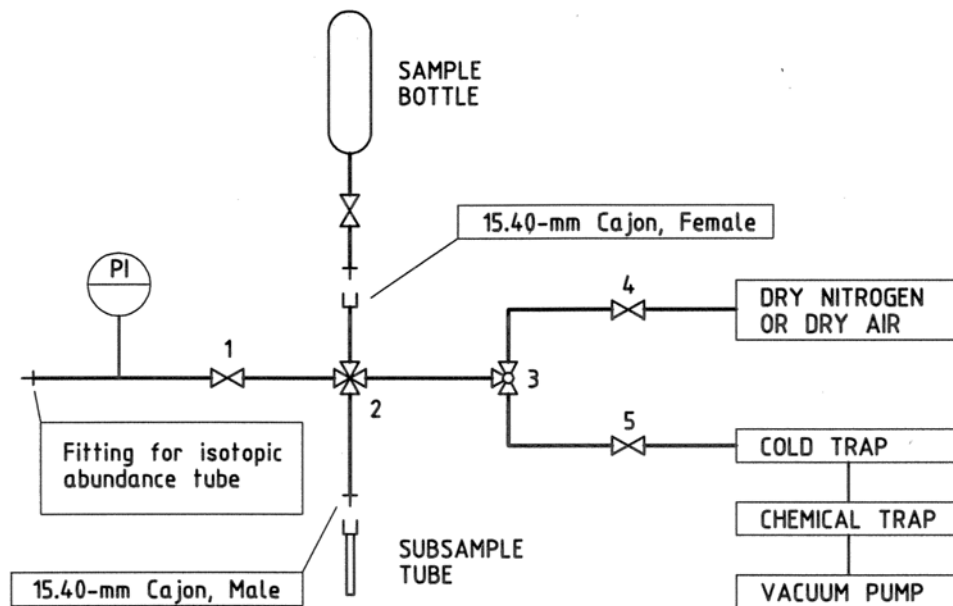 SAMPLE
BOTTLE
15.40-mm Cajon, Female
PI
4
DRY NITROGEN
OR DRY AIR
1
2
3
5
Fitting for isotopic
abundance tube
COLD TRAP
CHEMICAL TRAP
SUBSAMPLE
TUBE
15.40-mm Cajon, Male
VACUUM PUMP